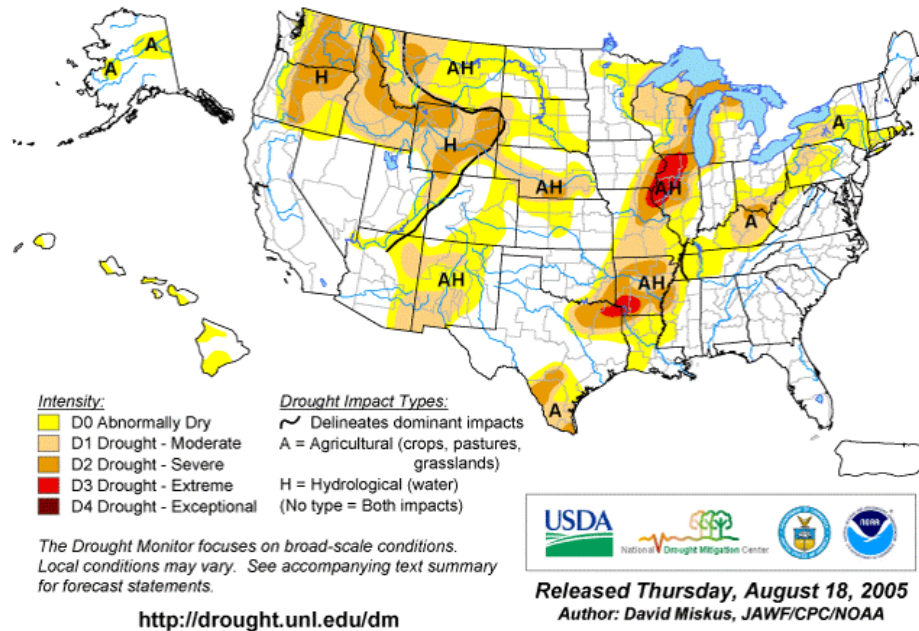 A
A
H
AH
H
AH
AH
A
A
AH
AH
A
Intensity:
D0 Abnormally Dry
D1 Drought - Moderate
D2 Drought - Severe
D3 Drought - Extreme
D4 Drought - Exceptional
Drought Impact Types:
Delineates dominant impacts
A = Agricultural (crops, pastures,
grasslands)
H = Hydrological (water)
(No type = Both impacts)
The Drought Monitor focuses on broad-scale conditions.
Local conditions may vary. See accompanying text summary
for forecast statements.
http://drought.unl.edu/dm
USDA
National Drought Mitigation Center
NOAA
Released Thursday, August 18, 2005
Author: David Miskus, JAWF/CPC/NOAA